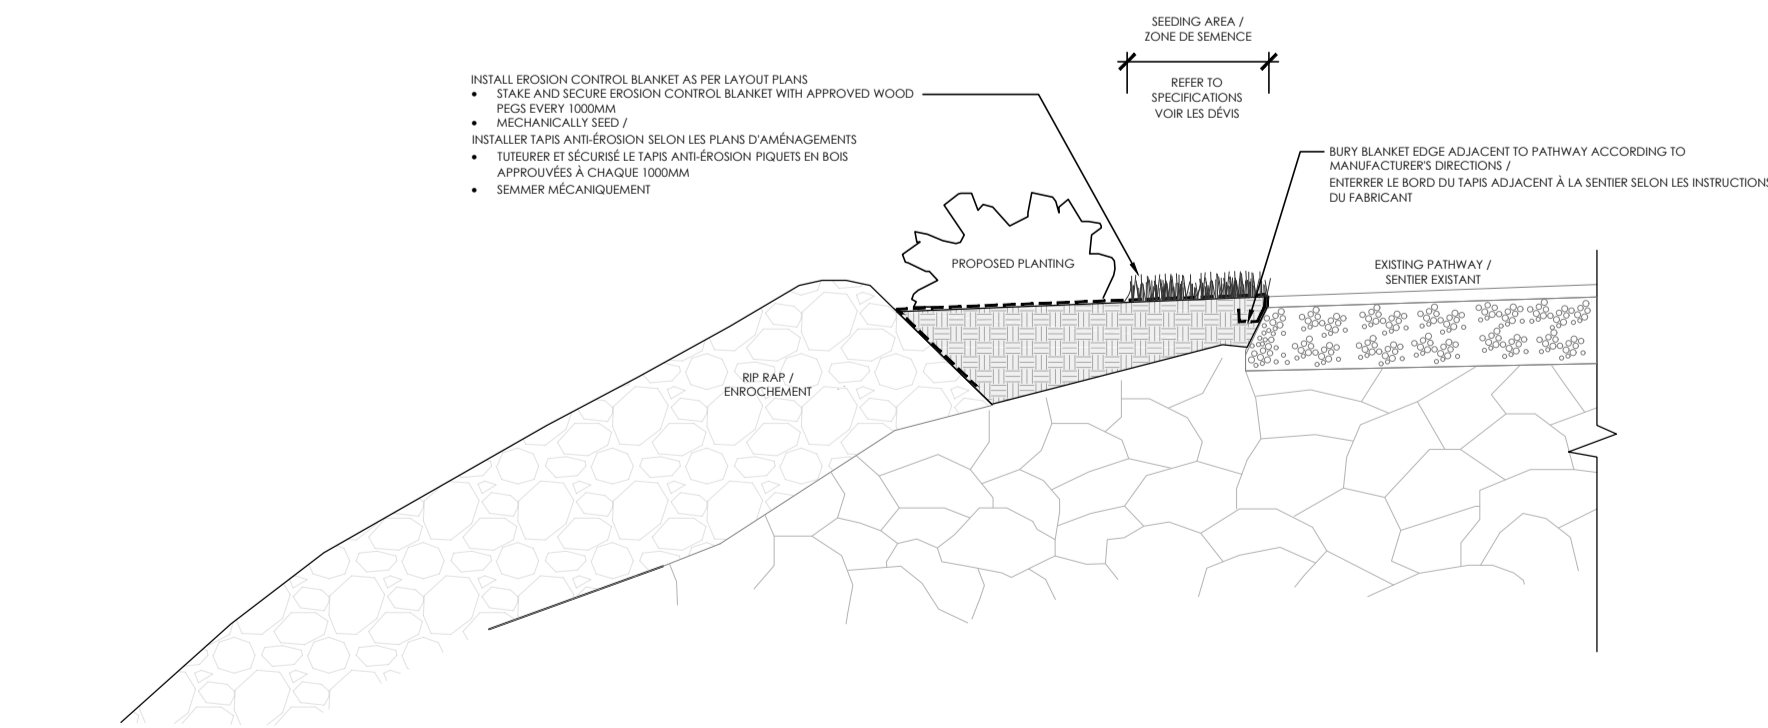 SEEDING AREA /
ZONE DE SEMENCE
REFER TO
SPECIFICATIONS
VOIR LES DÉVIS
INSTALL EROSION CONTROL BLANKET AS PER LAYOUT PLANS
• STAKE AND SECURE EROSION CONTROL BLANKET WITH APPROVED WOOD
PEGS EVERY 1000MM
• MECHANICALLY SEED /
INSTALLER TAPIS ANTI-ÉROSION SELON LES PLANS D'AMÉNAGEMENTS
• TUTEURER ET SÉCURISÉ LE TAPIS ANTI-ÉROSION PIQUETS EN BOIS
APPROUVÉES À CHAQUE 1000MM
• SEMMER MÉCANIQUEMENT
BURY BLANKET EDGE ADJACENT TO PATHWAY ACCORDING TO
MANUFACTURER'S DIRECTIONS /
ENTERRER LE BORD DU TAPIS ADJACENT À LA SENTIER SELON LES INSTRUCTIONS
DU FABRICANT
PROPOSED PLANTING
EXISTING PATHWAY /
SENTIER EXISTANT
RIP RAP /
ENROCHEMENT